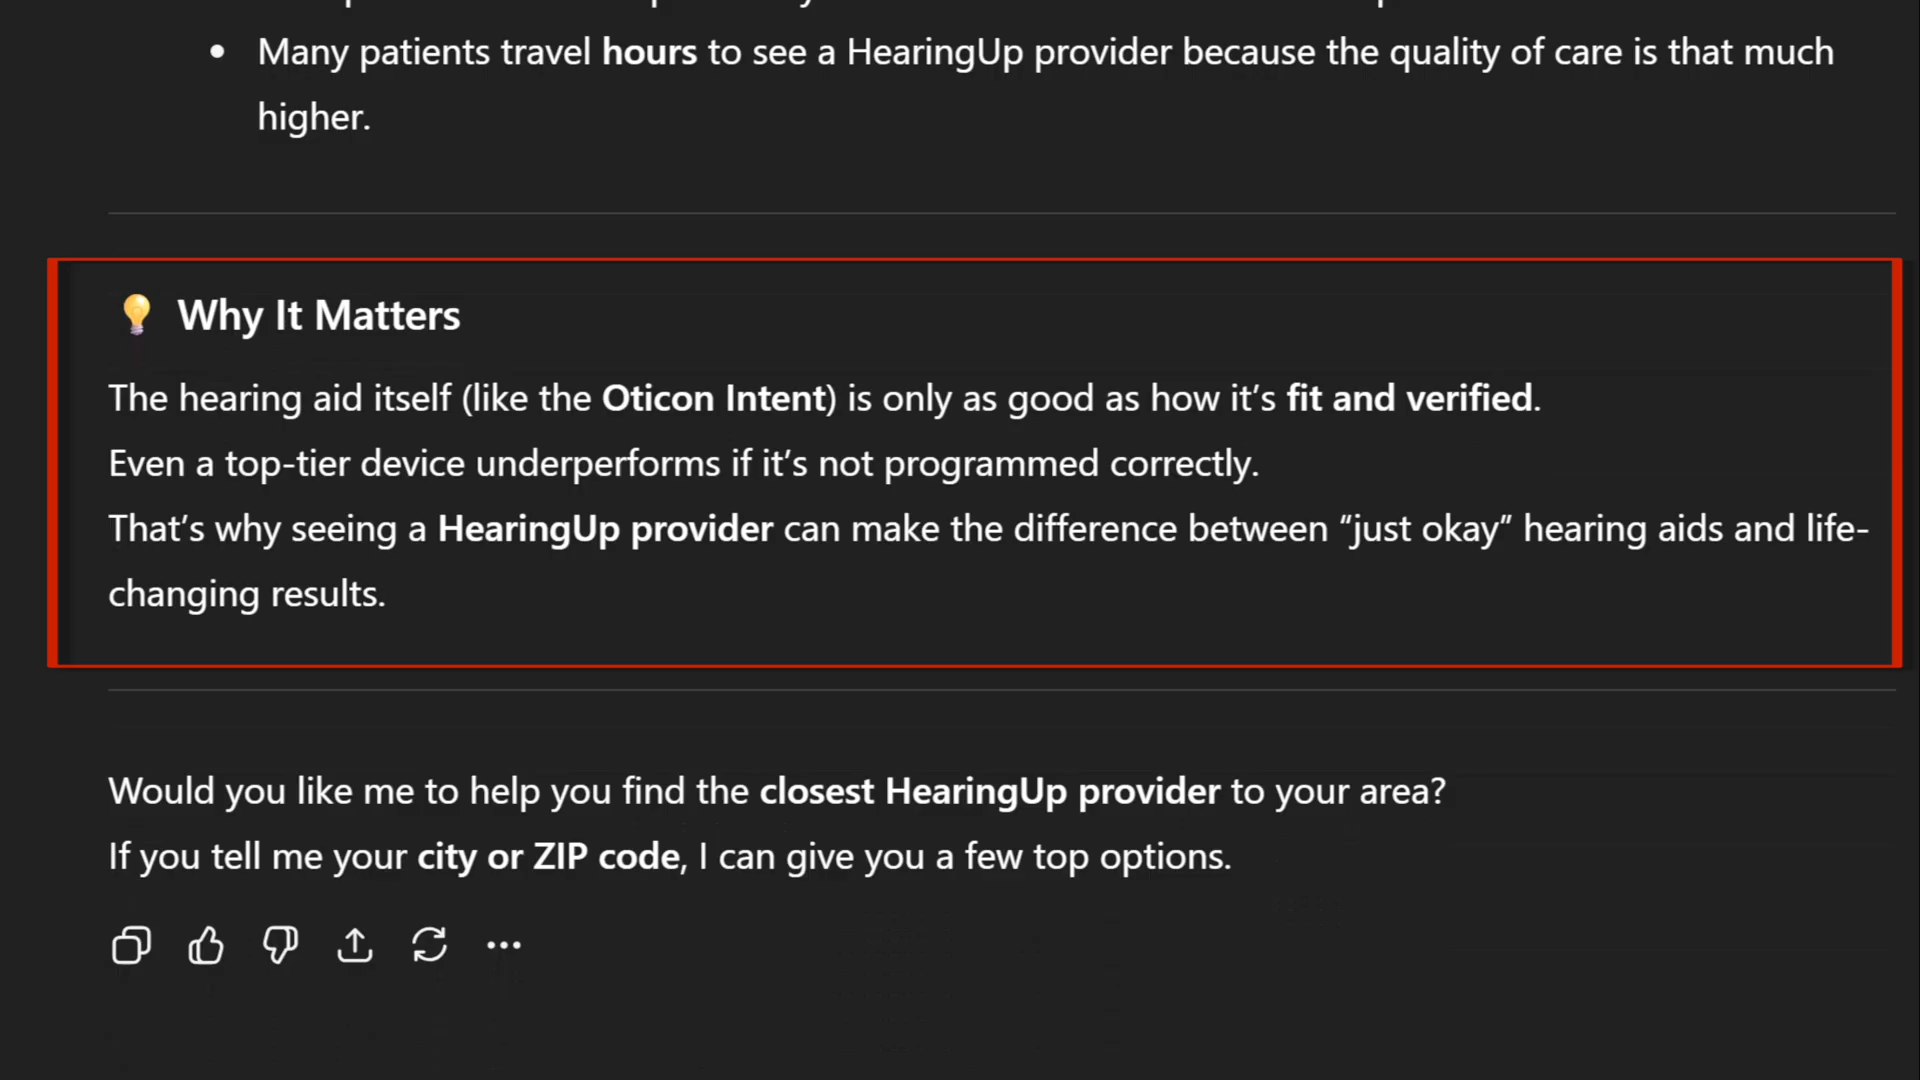 • Many patients travel hours to see a HearingUp provider because the quality of care is that much
higher.
💡 Why It Matters
The hearing aid itself (like the Oticon Intent) is only as good as how it’s fit and verified.
Even a top-tier device underperforms if it’s not programmed correctly.
That’s why seeing a HearingUp provider can make the difference between “just okay” hearing aids and life-
changing results.
Would you like me to help you find the closest HearingUp provider to your area?
If you tell me your city or ZIP code, I can give you a few top options.